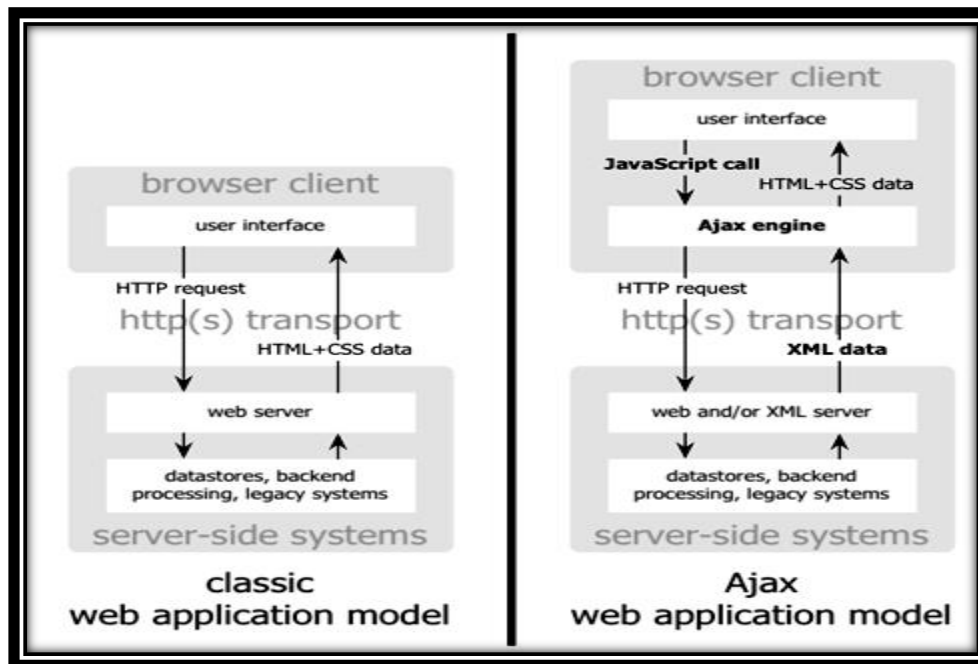 browser client
user interface
HTTP request
http(s) transport
HTML+CSS data
web server
datastores, backend
processing, legacy systems
server-side systems
classic
web application model
browser client
user interface
JavaScript call
HTML+CSS data
Ajax engine
HTTP request
http(s) transport
XML data
web and/or XML server
datastores, backend
processing, legacy systems
server-side systems
Ajax
web application model